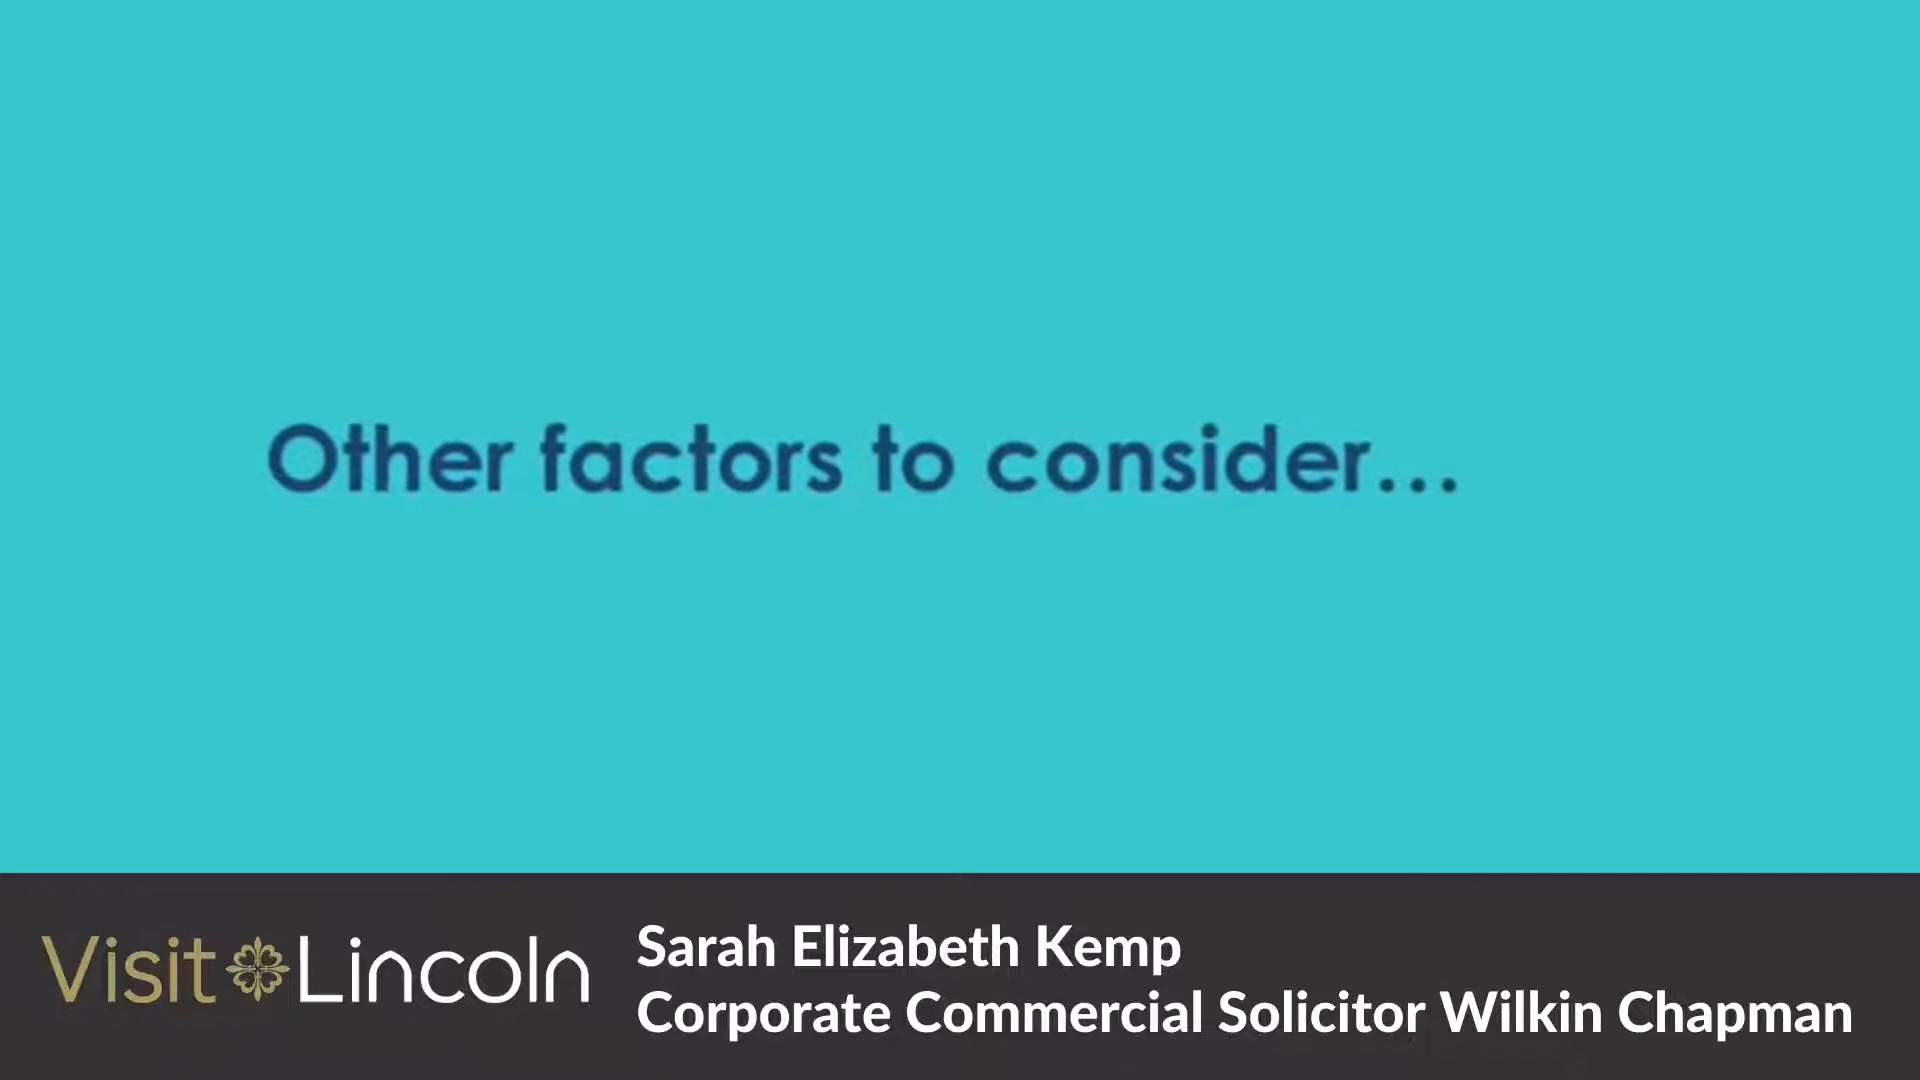 Other factors to consider...
Visit Lincoln
Sarah Elizabeth Kemp
Corporate Commercial Solicitor Wilkin Chapman